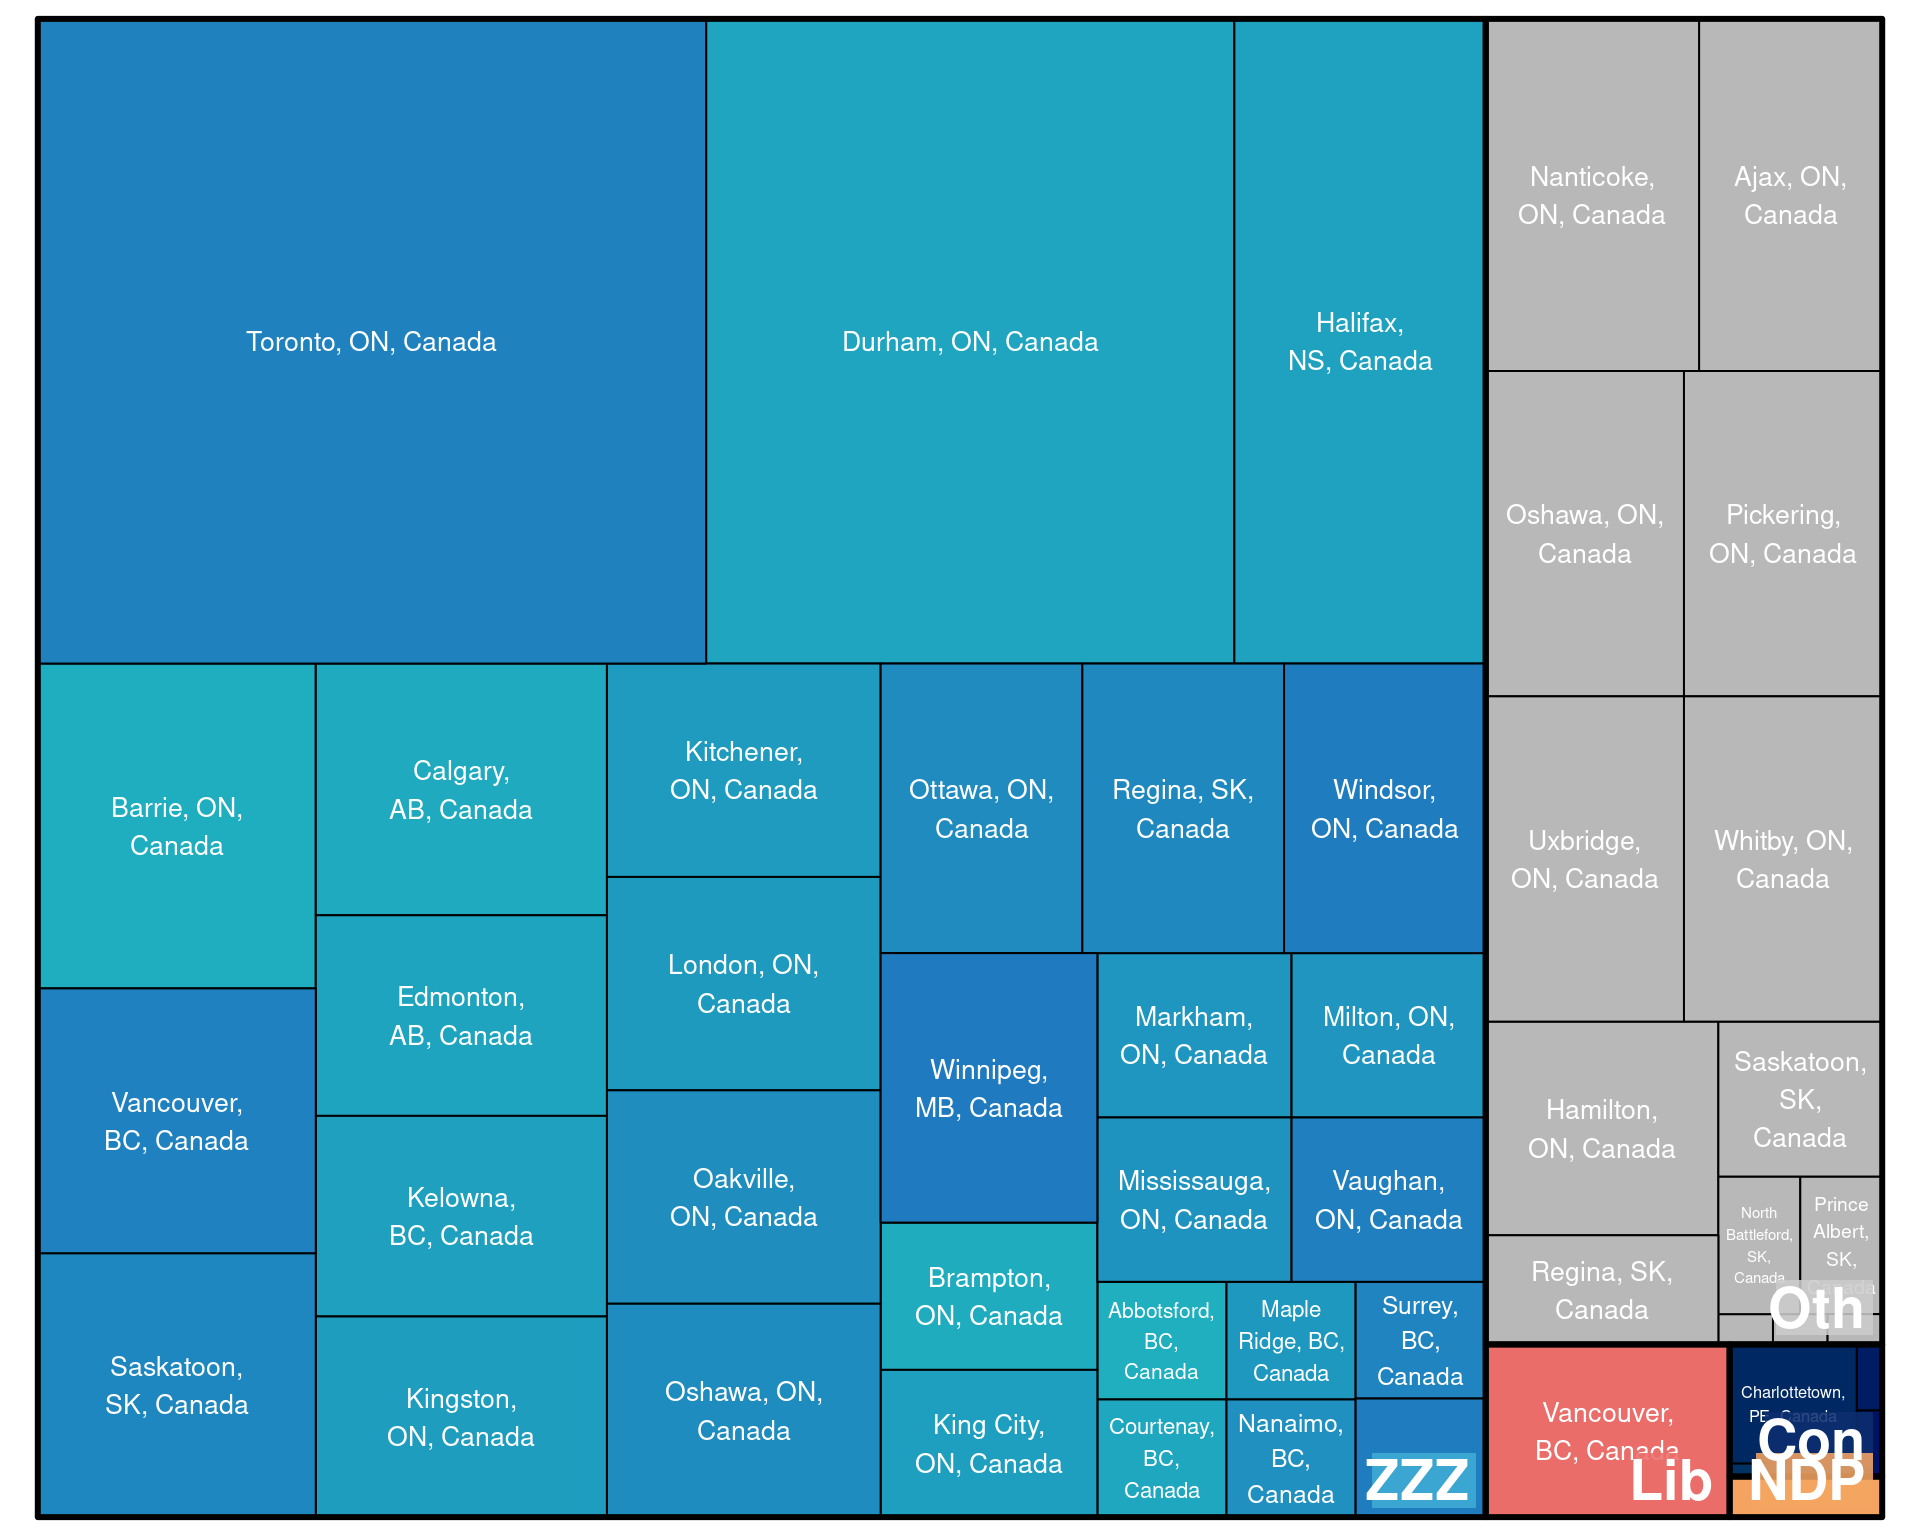 Toronto, ON, Canada
Durham, ON, Canada
Halifax,
NS, Canada
Nanticoke,
ON, Canada
Ajax, ON,
Canada
Oshawa, ON,
Canada
Pickering,
ON, Canada
Uxbridge,
ON, Canada
Whitby, ON,
Canada
Barrie, ON,
Canada
Calgary,
AB, Canada
Kitchener,
ON, Canada
Ottawa, ON,
Canada
Regina, SK,
Canada
Windsor,
ON, Canada
Vancouver,
BC, Canada
Edmonton,
AB, Canada
London, ON,
Canada
Winnipeg,
MB, Canada
Markham,
ON, Canada
Milton, ON,
Canada
Kelowna,
BC, Canada
Oakville,
ON, Canada
Mississauga,
ON, Canada
Vaughan,
ON, Canada
Saskatoon,
SK, Canada
Kingston,
ON, Canada
Oshawa, ON,
Canada
Brampton,
ON, Canada
King City,
ON, Canada
Abbotsford,
BC,
Canada
Maple
Ridge, BC,
Canada
Surrey,
BC,
Canada
Courtenay,
BC,
Canada
Nanaimo,
BC,
Canada
ZZZ
Hamilton,
ON, Canada
Saskatoon,
SK,
Canada
Regina, SK,
Canada
North
Battleford,
SK,
Canada
Prince
Albert,
SK,
Canada
Oth
Vancouver,
BC, Canada
Lib
Charlottetown,
PE, Canada
Con
NDP